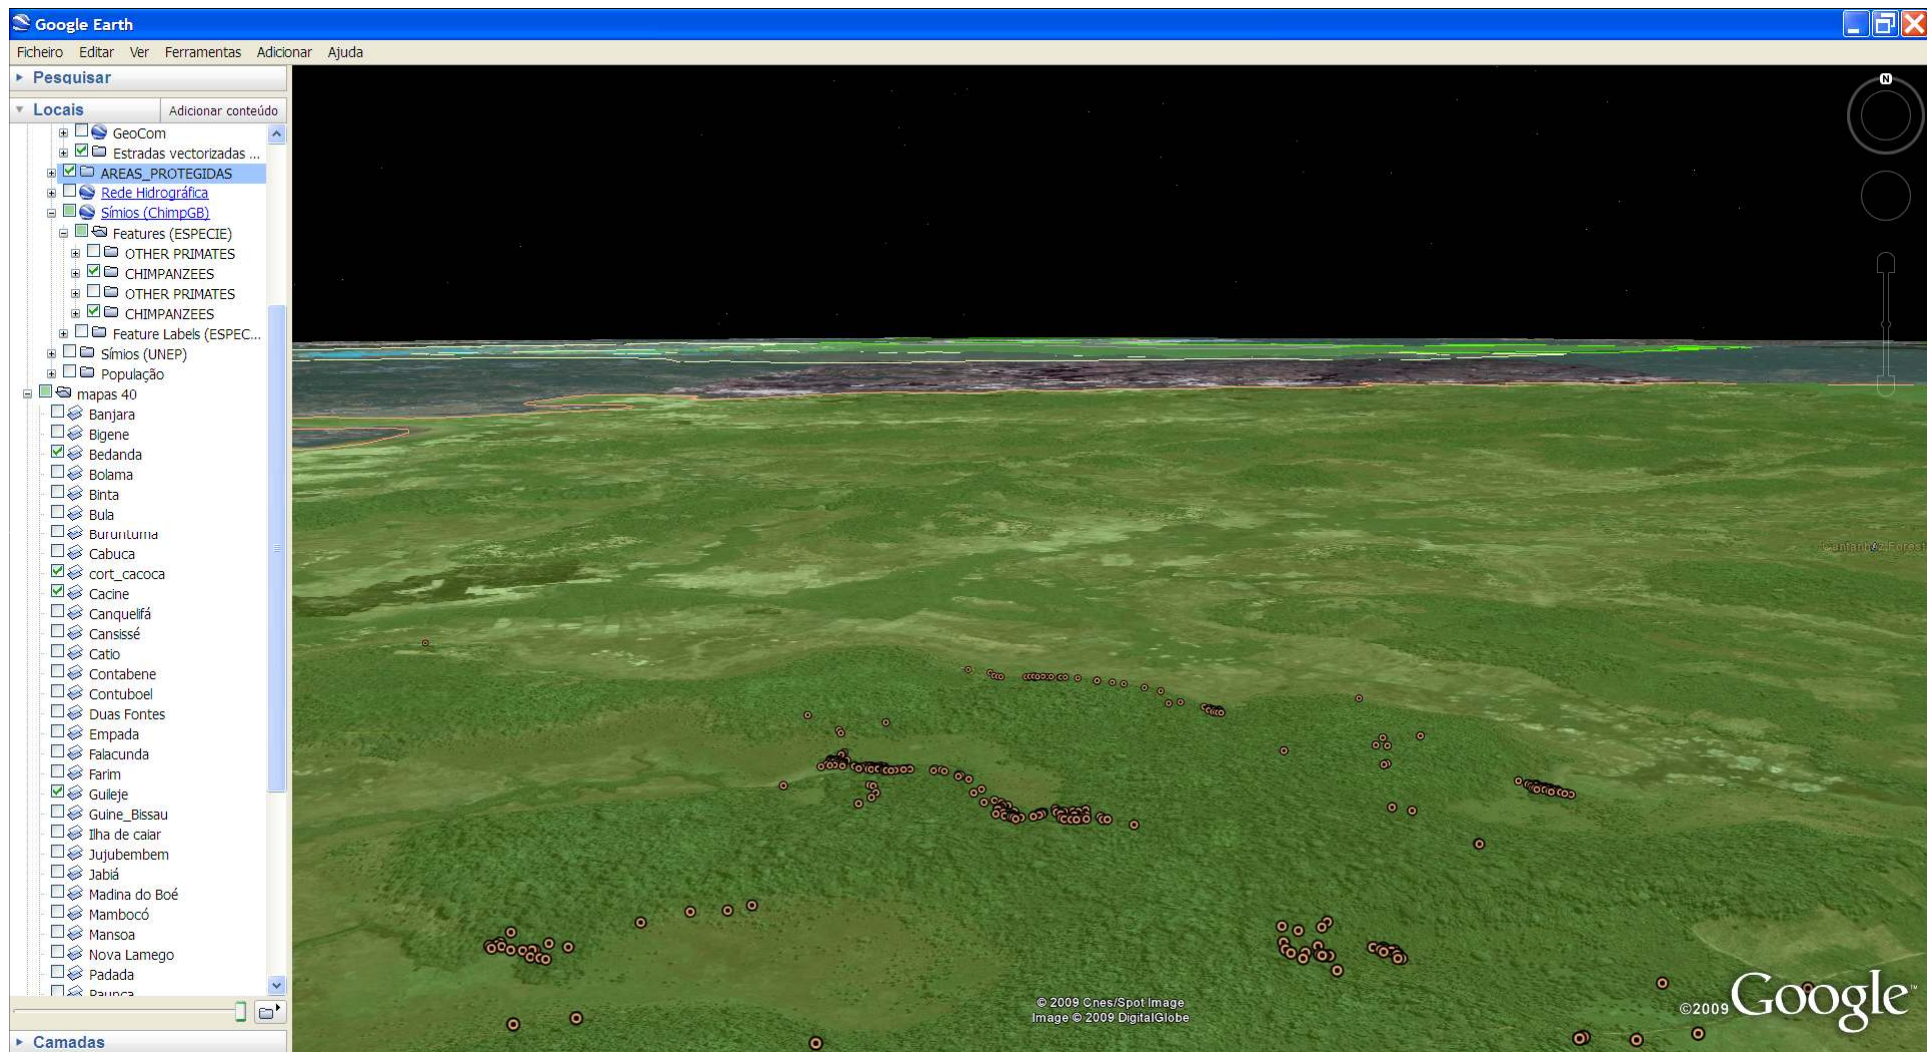 Google Earth
Ficheiro Editar Ver Ferramentas Adicionar Ajuda
Pesquisar
Locais Adicionar conteúdo
GeoCom
Estradas vectorizadas ...
AREAS_PROTEGIDAS
Rede Hidrográfica
Símios (ChimpGB)
Features (ESPECIE)
OTHER PRIMATES
CHIMPANZEES
OTHER PRIMATES
CHIMPANZEES
Feature Labels (ESPEC...
Símios (UNEP)
População
mapas 40
Banjara
Bigene
Bedanda
Bolama
Binta
Bula
Buruntuma
Cabuca
cort_cacoca
Cacine
Canquelifá
Cansissé
Catio
Contabene
Contuboel
Duas Fontes
Empada
Falacunda
Farim
Guileje
Guine_Bissau
Ilha de caiar
Jujubembem
Jabiá
Madina do Boé
Mambocó
Mansoa
Nova Lamego
Padada
Camadas
N
Forest
© 2009 Cnes/Spot Image
Image © 2009 DigitalGlobe
©2009 Google™